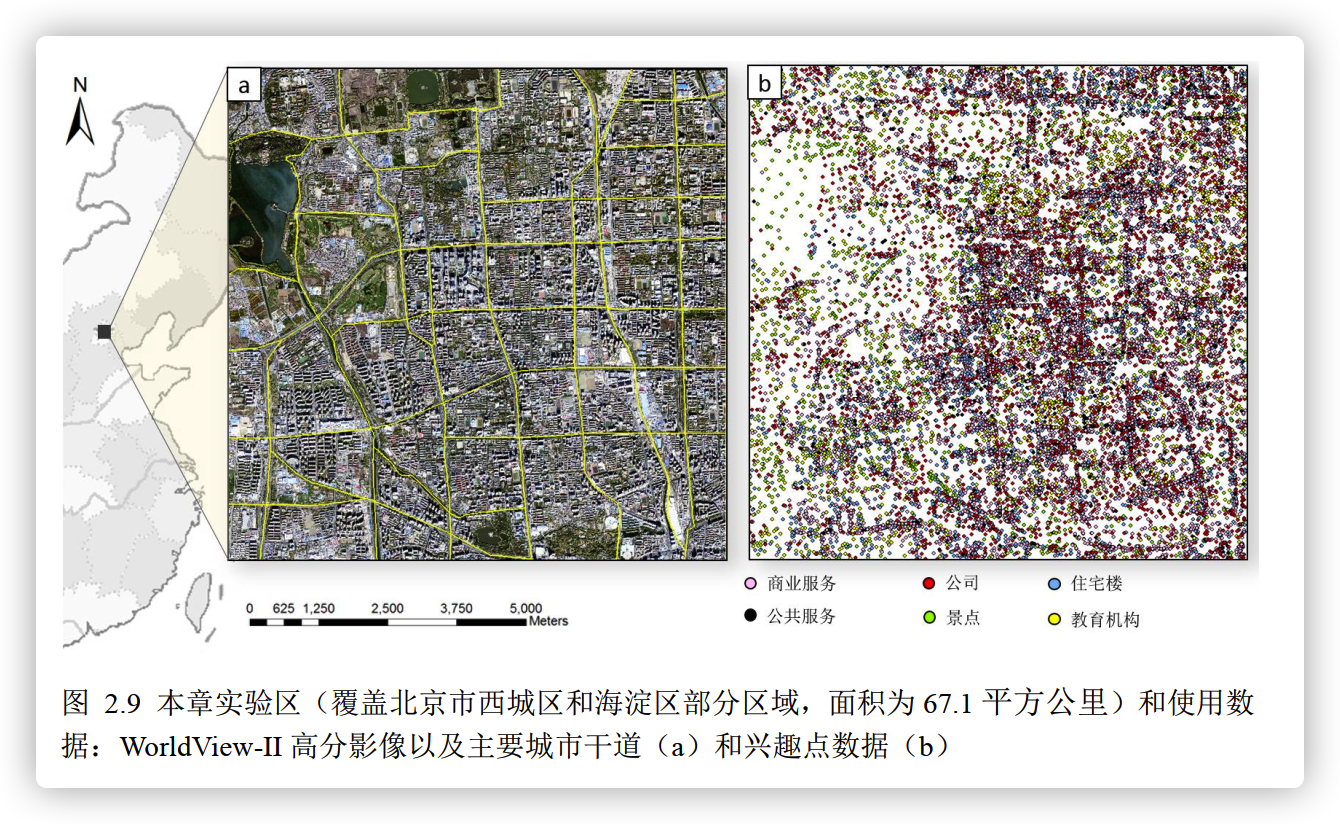 N
a
b
0 625 1,250 2,500 3,750 5,000
Meters
商业服务 公司 住宅楼
公共服务 景点 教育机构
图 2.9 本章实验区（覆盖北京市西城区和海淀区部分区域，面积为 67.1 平方公里）和使用数
据：WorldView-II 高分影像以及主要城市干道（a）和兴趣点数据（b）